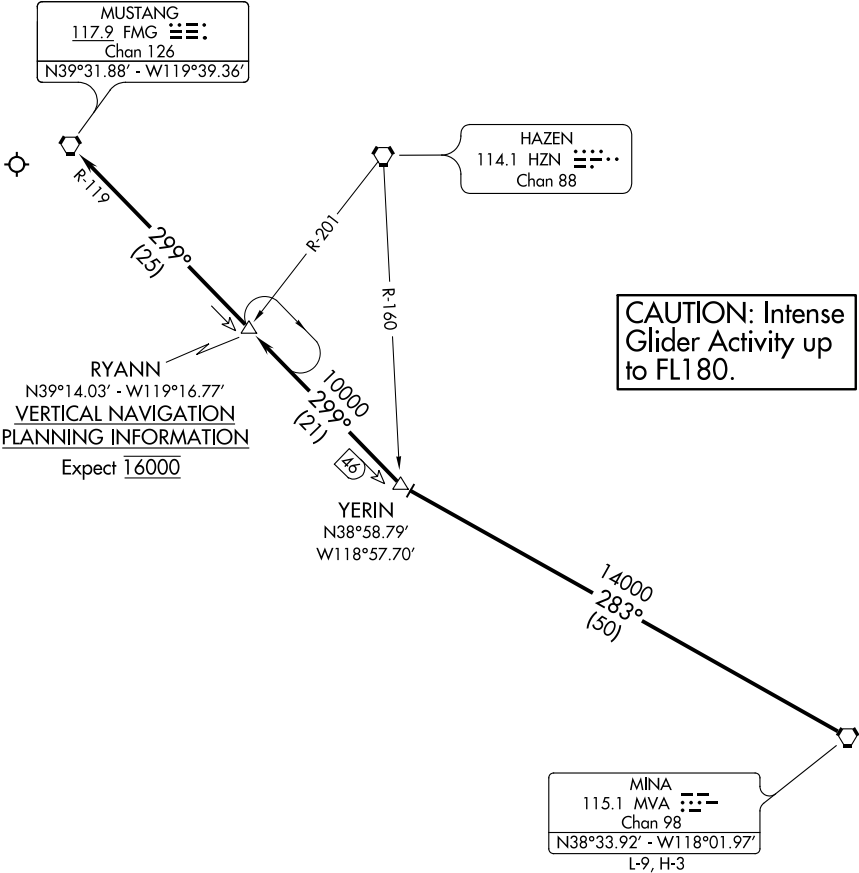 MUSTANG
117.9 FMG
Chan 126
N39°31.88' - W119°39.36'
HAZEN
114.1 HZN
Chan 88
R-119
R-201
299°
(25)
R-160
CAUTION: Intense
Glider Activity up
to FL180.
RYANN
N39°14.03' - W119°16.77'
VERTICAL NAVIGATION
PLANNING INFORMATION
Expect 16000
10000
299°
(21)
46
YERIN
N38°58.79'
W118°57.70'
14000
283°
(50)
MINA
115.1 MVA
Chan 98
N38°33.92' - W118°01.97'
L-9, H-3